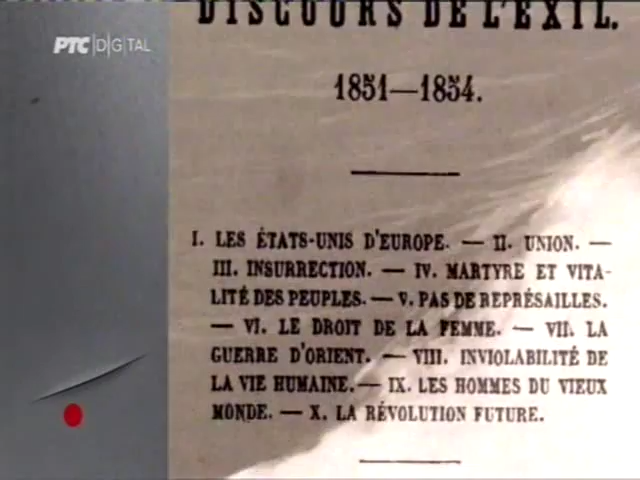 DISCOURS DE L'EXIL.
РТС DIGITAL
1851—1854.
I. LES ÉTATS-UNIS D'EUROPE. — II. UNION. —
III. INSURRECTION. — IV. MARTYRE ET VITA-
LITÉ DES PEUPLES. — V. PAS DE REPRÉSAILLES.
— VI. LE DROIT DE LA FEMME. — VII. LA
GUERRE D'ORIENT. — VIII. INVIOLABILITÉ DE
LA VIE HUMAINE. — IX. LES HOMMES DU VIEUX
MONDE. — X. LA RÉVOLUTION FUTURE.